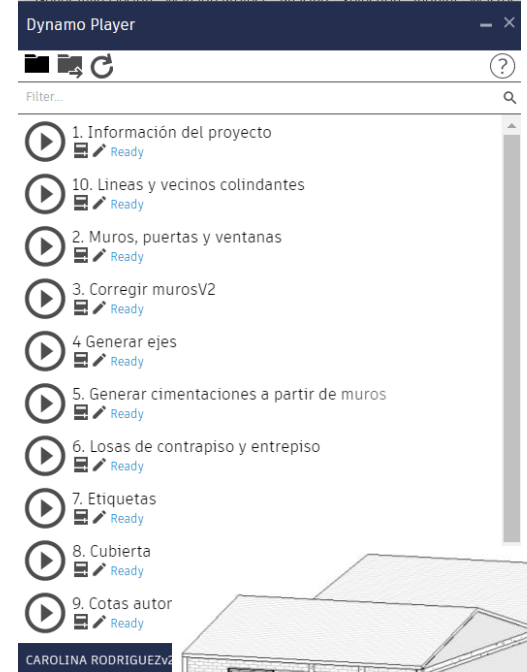 Dynamo Player
Filter...
1. Información del proyecto
Ready
10. Lineas y vecinos colindantes
Ready
2. Muros, puertas y ventanas
Ready
3. Corregir murosV2
Ready
4 Generar ejes
Ready
5. Generar cimentaciones a partir de muros
Ready
6. Losas de contrapiso y entrepiso
Ready
7. Etiquetas
Ready
8. Cubierta
Ready
9. Cotas autor
Ready
CAROLINA RODRIGUEZv2